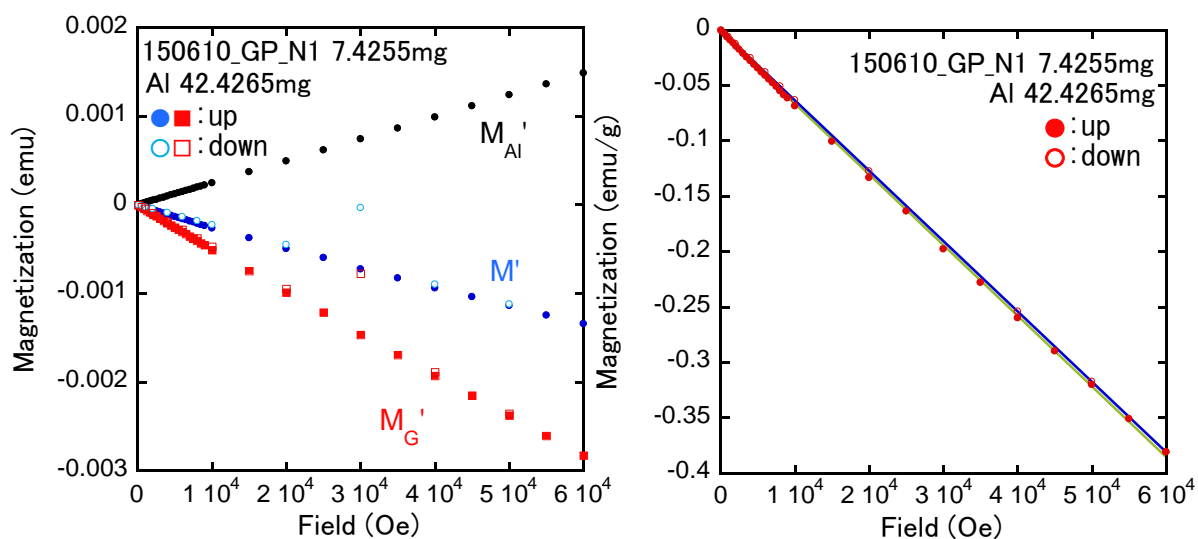 0.002
0.001
0
-0.001
-0.002
-0.003
Magnetization (emu)
150610_GP_N1 7.4255mg
Al 42.4265mg
:up
:down
M_Al'
M'
M_G'
0 1 10^4 2 10^4 3 10^4 4 10^4 5 10^4 6 10^4
Field (Oe)
-0
-0.05
-0.1
-0.15
-0.2
-0.25
-0.3
-0.35
-0.4
Magnetization (emu/g)
150610_GP_N1 7.4255mg
Al 42.4265mg
:up
:down
0 1 10^4 2 10^4 3 10^4 4 10^4 5 10^4 6 10^4
Field (Oe)